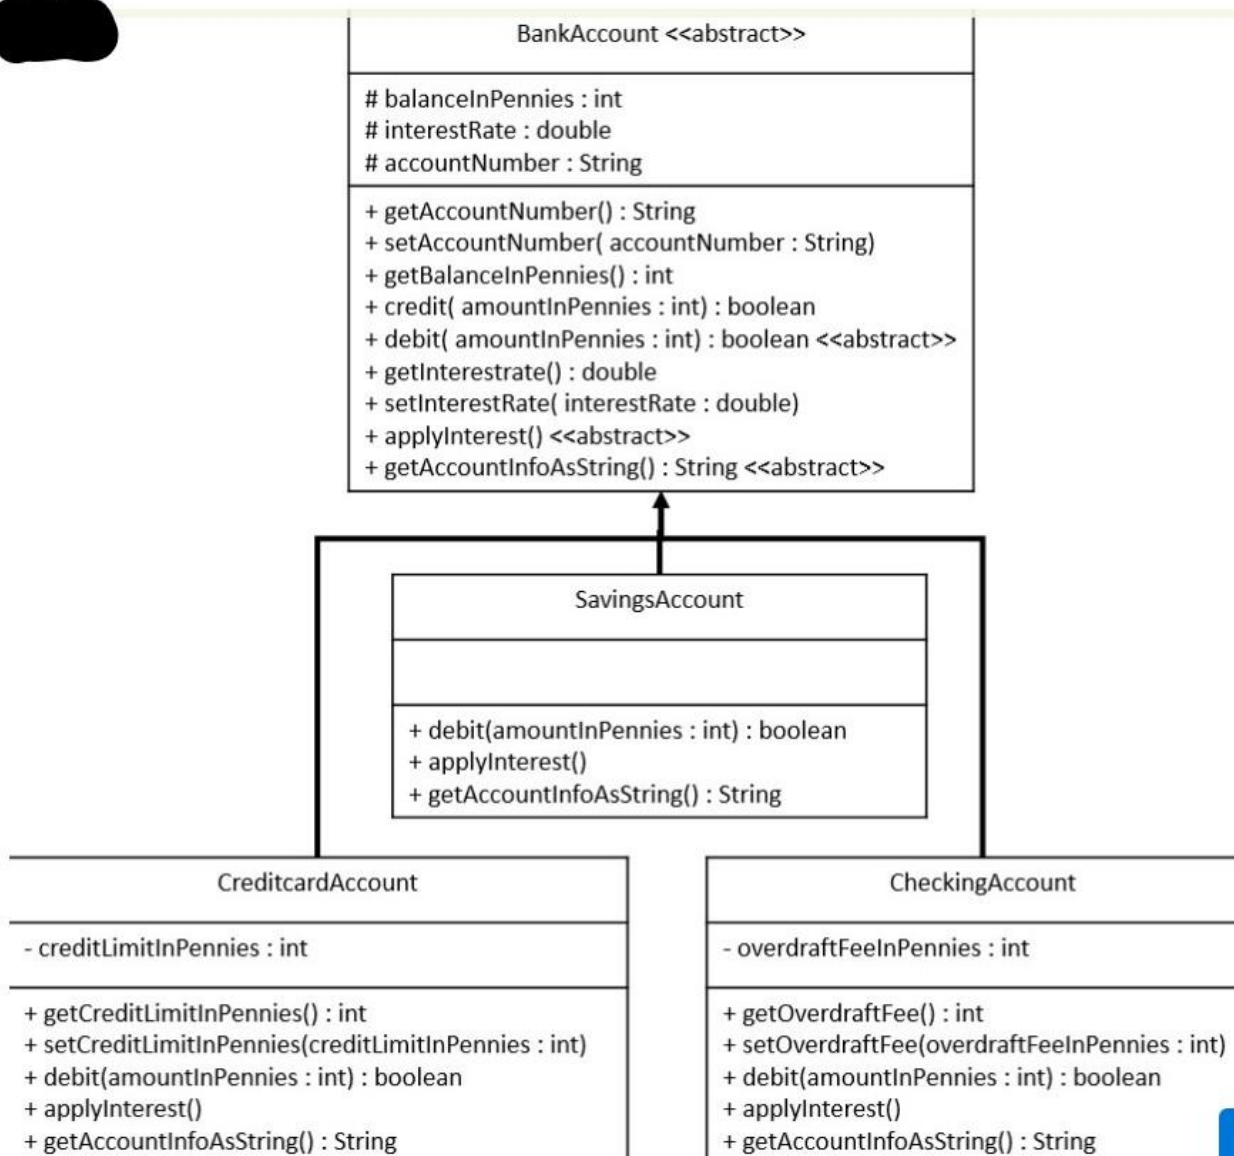 BankAccount <<abstract>>
# balanceInPennies : int
# interestRate : double
# accountNumber : String
+ getAccountNumber() : String
+ setAccountNumber( accountNumber : String)
+ getBalanceInPennies() : int
+ credit( amountInPennies : int) : boolean
+ debit( amountInPennies : int) : boolean <<abstract>>
+ getInterestrate() : double
+ setInterestRate( interestRate : double)
+ applyInterest() <<abstract>>
+ getAccountInfoAsString() : String <<abstract>>
SavingsAccount
+ debit(amountInPennies : int) : boolean
+ applyInterest()
+ getAccountInfoAsString() : String
CreditcardAccount
- creditLimitInPennies : int
+ getCreditLimitInPennies() : int
+ setCreditLimitInPennies(creditLimitInPennies : int)
+ debit(amountInPennies : int) : boolean
+ applyInterest()
+ getAccountInfoAsString() : String
CheckingAccount
- overdraftFeeInPennies : int
+ getOverdraftFee() : int
+ setOverdraftFee(overdraftFeeInPennies : int)
+ debit(amountInPennies : int) : boolean
+ applyInterest()
+ getAccountInfoAsString() : String